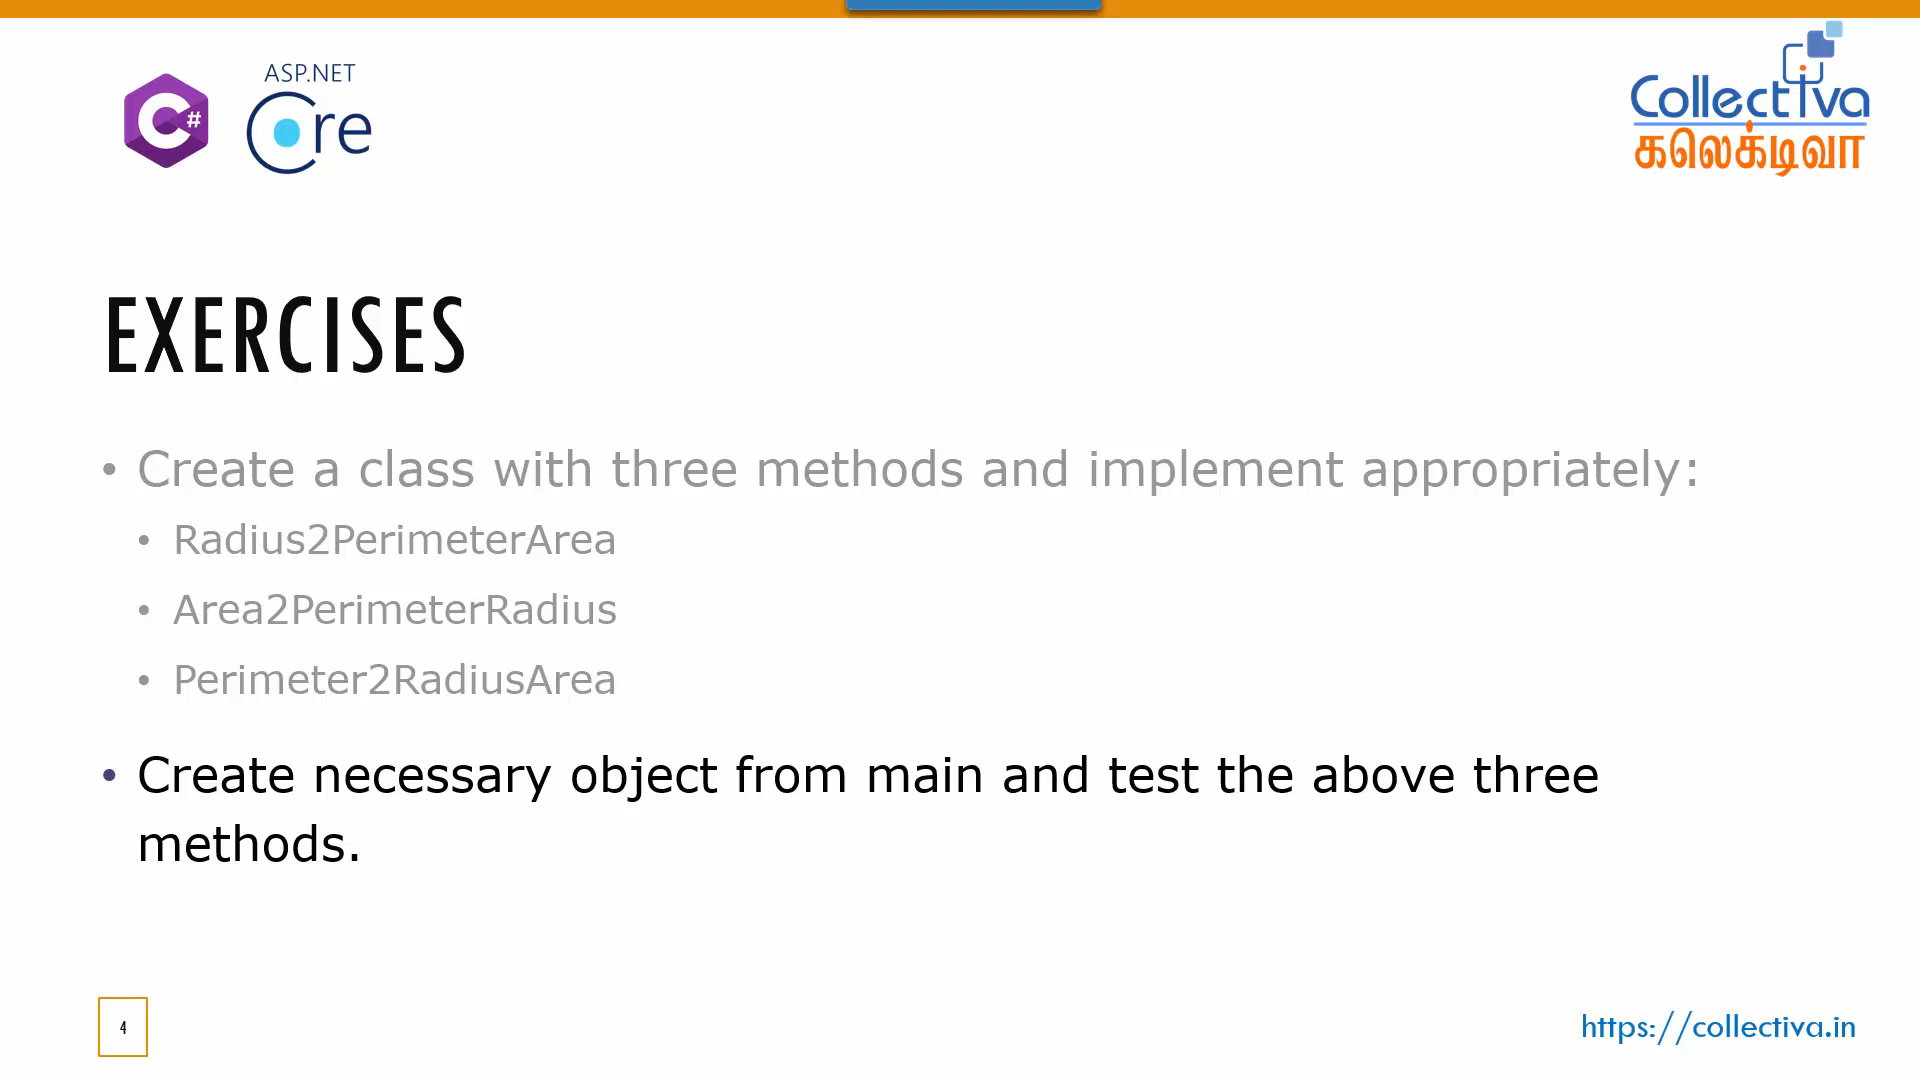 ASP.NET
C#
Core
Collectiva
கலெக்டிவா
EXERCISES
• Create a class with three methods and implement appropriately:
• Radius2PerimeterArea
• Area2PerimeterRadius
• Perimeter2RadiusArea
• Create necessary object from main and test the above three
methods.
4
https://collectiva.in